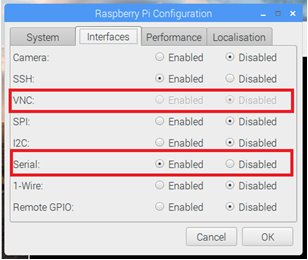 Raspberry Pi Configuration
System Interfaces Performance Localisation
Camera: Enabled Disabled
SSH: Enabled Disabled
VNC: Enabled Disabled
SPI: Enabled Disabled
I2C: Enabled Disabled
Serial: Enabled Disabled
1-Wire: Enabled Disabled
Remote GPIO: Enabled Disabled
Cancel OK